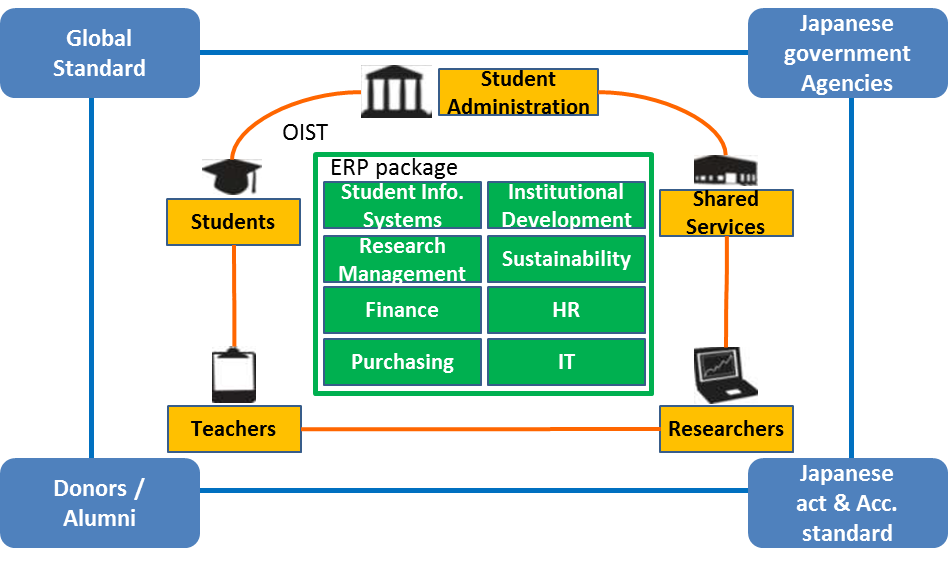 Global
Standard
Japanese
government
Agencies
Student
Administration
OIST
ERP package
Student Info.
Systems
Institutional
Development
Students
Shared
Services
Research
Management
Sustainability
Finance
HR
Purchasing
IT
Teachers
Researchers
Donors /
Alumni
Japanese
act & Acc.
standard